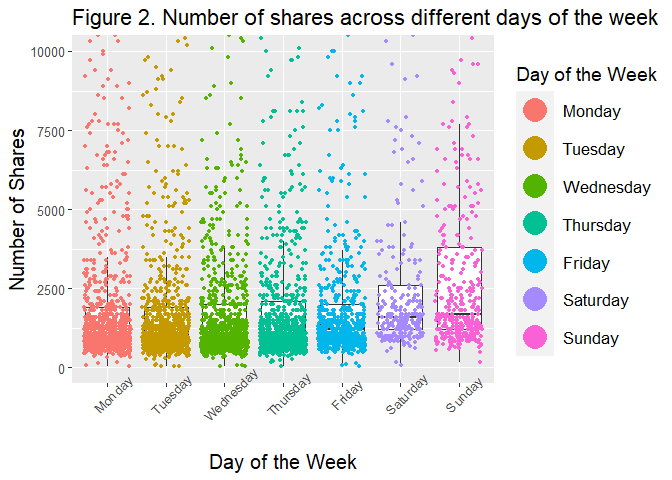 Figure 2. Number of shares across different days of the week
10000
7500
5000
2500
0
Number of Shares
Monday
Tuesday
Wednesday
Thursday
Friday
Saturday
Sunday
Day of the Week
Day of the Week
Monday
Tuesday
Wednesday
Thursday
Friday
Saturday
Sunday